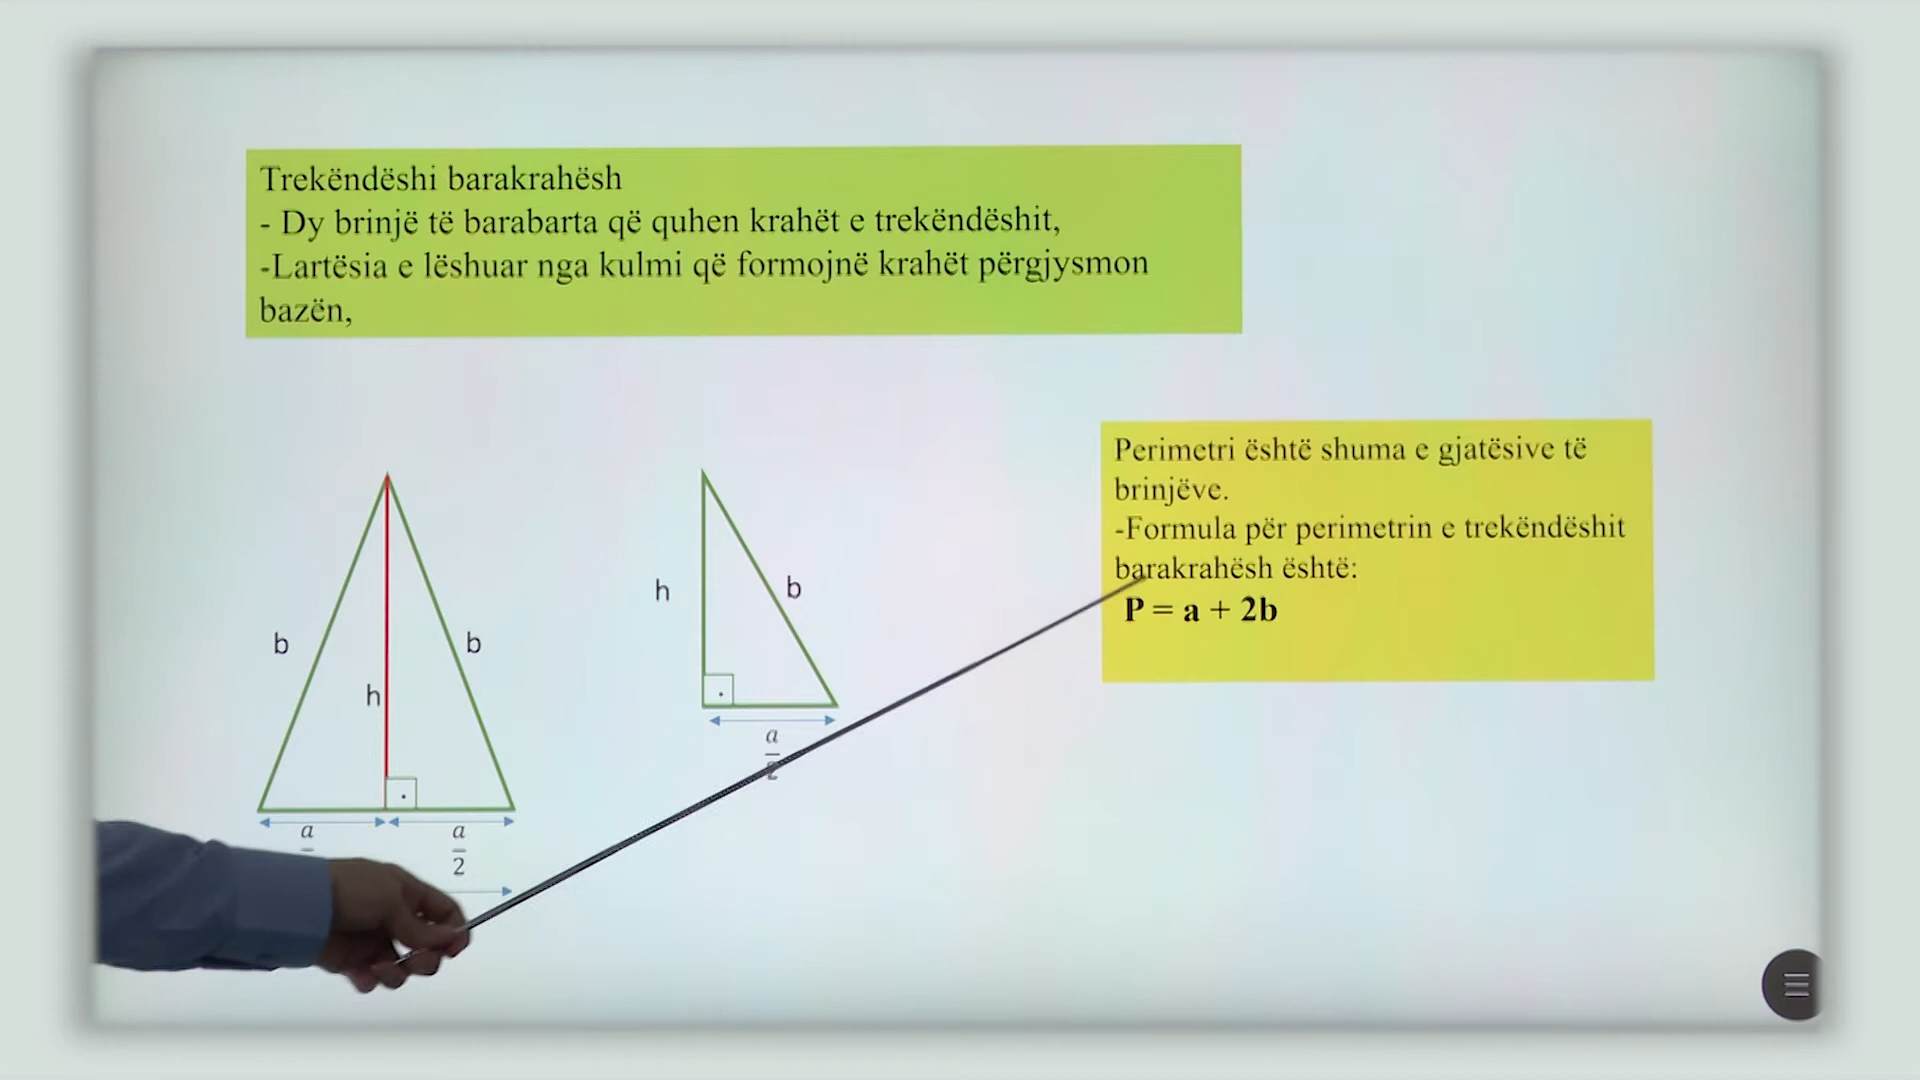 Trekëndëshi barakrahësh
- Dy brinjë të barabarta që quhen krahët e trekëndëshit,
-Lartësia e lëshuar nga kulmi që formojnë krahët përgjysmon
bazën,
Perimetri është shuma e gjatësive të
brinjëve.
-Formula për perimetrin e trekëndëshit
barakrahësh është:
P = a + 2b
b
b
h
a
a
2
h
b
a
2